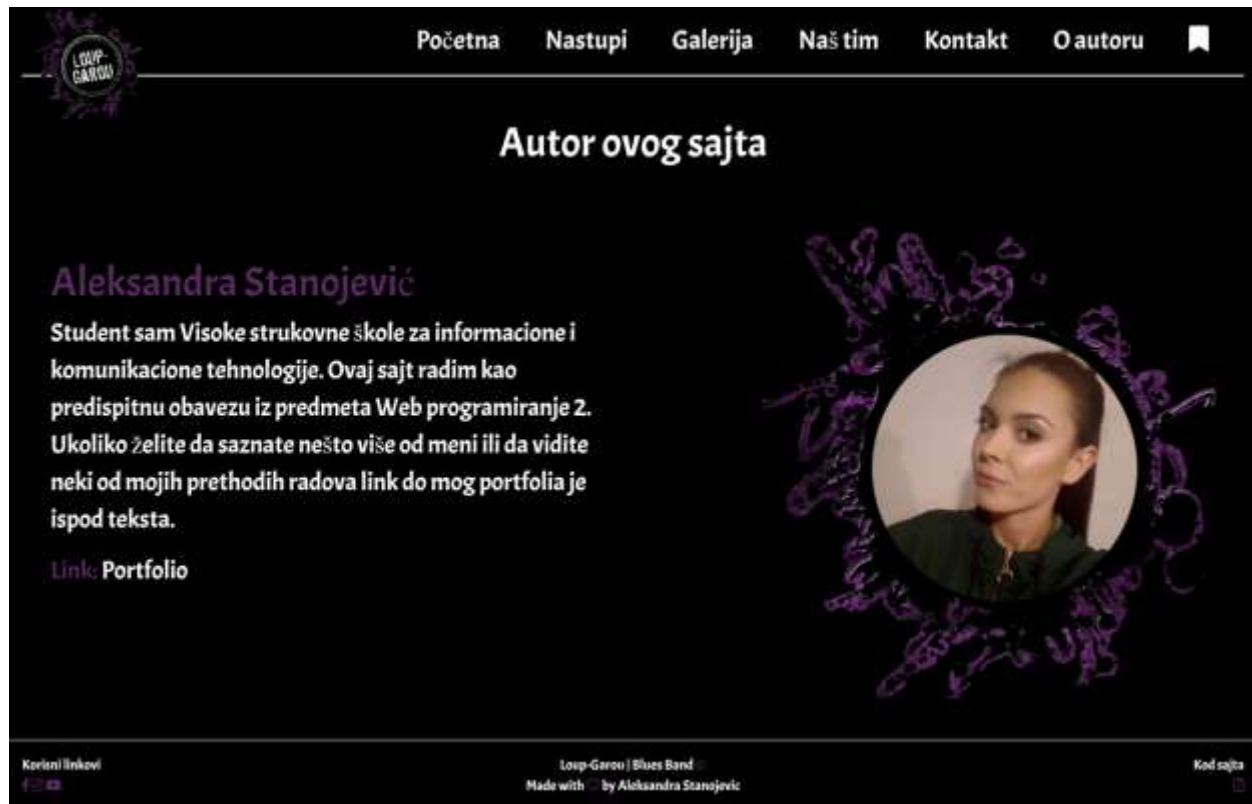 LOUP-
GAROU
Početna Nastupi Galerija Naš tim Kontakt O autoru
Autor ovog sajta
Aleksandra Stanojević
Student sam Visoke strukovne škole za informacione i
komunikacione tehnologije. Ovaj sajt radim kao
predispitnu obavezu iz predmeta Web programiranje 2.
Ukoliko želite da saznate nešto više od meni ili da vidite
neki od mojih prethodih radova link do mog portfolia je
ispod teksta.
Link: Portfolio
Korisni linkovi
Loup-Garou | Blues Band
Made with by Aleksandra Stanojevic
Kod sajta